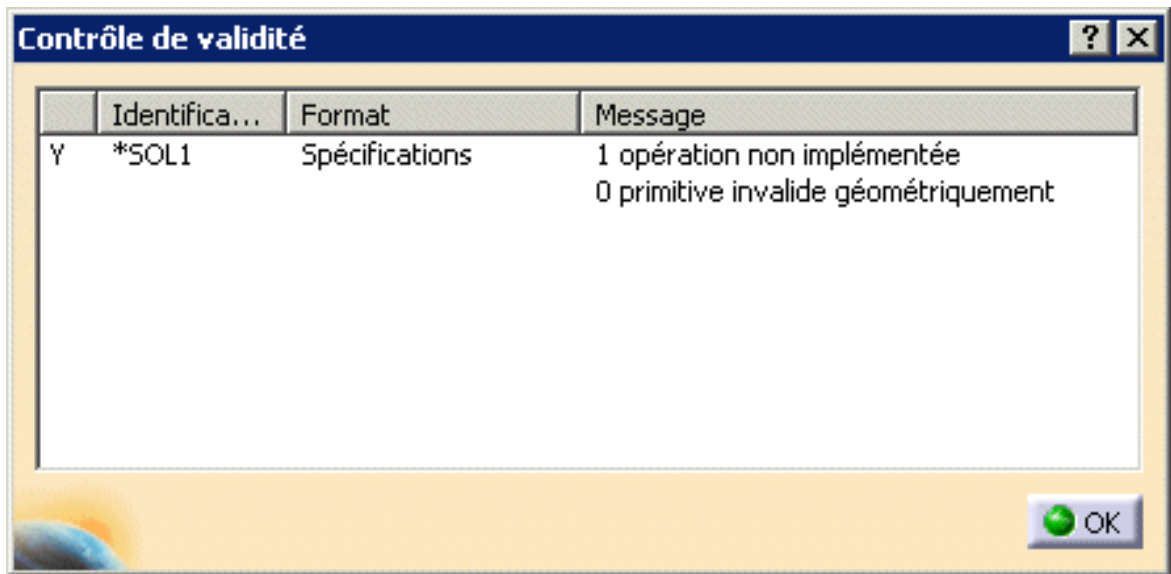 Contrôle de validité
Identifica... Format Message
Y *SOL1 Spécifications 1 opération non implémentée
0 primitive invalide géométriquement
OK